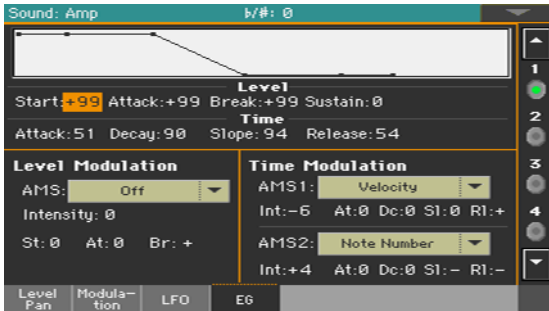 Sound: Amp ♭/#: 0
Level
Start:+99 Attack:+99 Break:+99 Sustain:0
Time
Attack:51 Decay:90 Slope:94 Release:54
Level Modulation
AMS: Off
Intensity: 0
St:0 At:0 Br: +
Time Modulation
AMS1: Velocity
Int:-6 At:0 Dc:0 Sl:0 Rl:+
AMS2: Note Number
Int:+4 At:0 Dc:0 Sl:- Rl:-
1
2
3
4
Level Pan
Modula-tion
LFO
EG